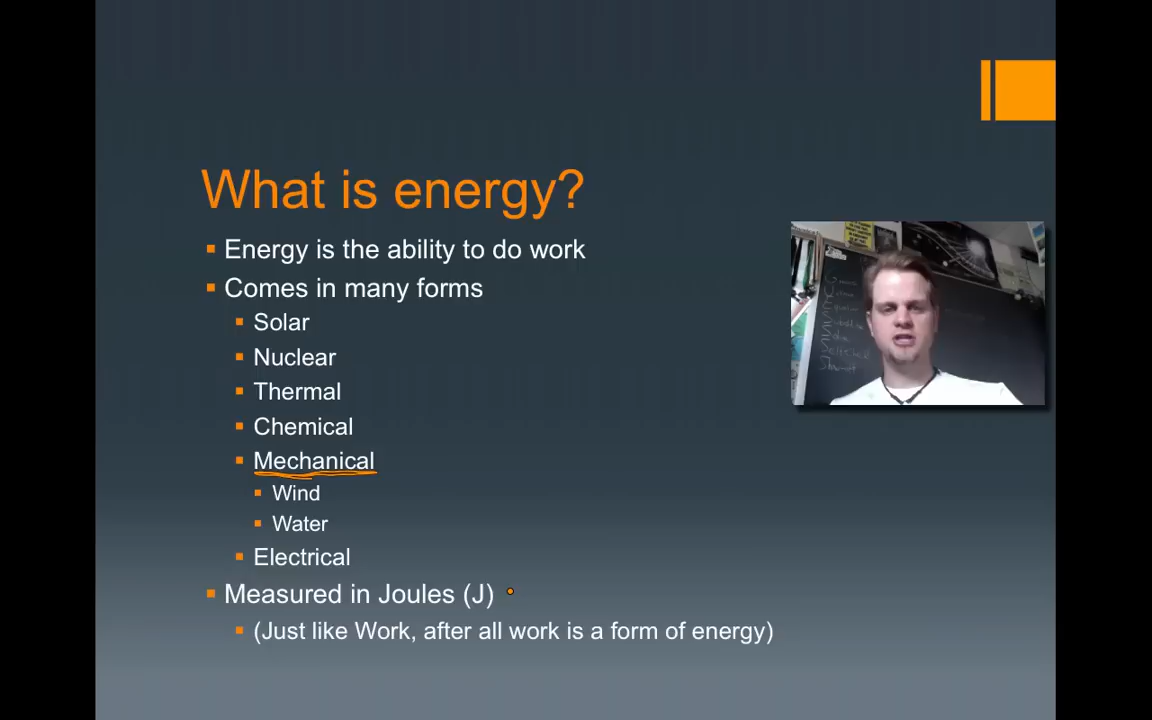 What is energy?
Energy is the ability to do work
Comes in many forms
Solar
Nuclear
Thermal
Chemical
Mechanical
Wind
Water
Electrical
Measured in Joules (J)
(Just like Work, after all work is a form of energy)